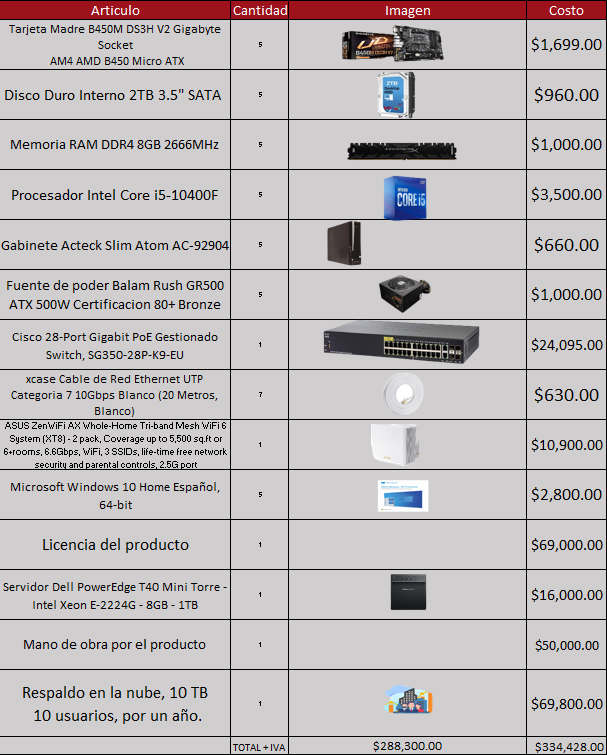 Articulo Cantidad Imagen Costo
Tarjeta Madre B450M DS3H V2 Gigabyte
Socket
AM4 AMD B450 Micro ATX
5
$1,699.00
Disco Duro Interno 2TB 3.5" SATA
5
2TB
$960.00
Memoria RAM DDR4 8GB 2666MHz
5
$1,000.00
Procesador Intel Core i5-10400F
5
CORE i5
$3,500.00
Gabinete Acteck Slim Atom AC-92904
5
$660.00
Fuente de poder Balam Rush GR500
ATX 500W Certificacion 80+ Bronze
5
$1,000.00
Cisco 28-Port Gigabit PoE Gestionado
Switch, SG350-28P-K9-EU
1
$24,095.00
xcase Cable de Red Ethernet UTP
Categoria 7 10Gbps Blanco (20 Metros,
Blanco)
7
$630.00
ASUS ZenWiFi AX Whole-Home Tri-band Mesh WiFi 6
System (XT8) - 2 pack, Coverage up to 5,500 sq.ft or
6+rooms, 6.6Gbps, WiFi, 3 SSIDs, life-time free network
security and parental controls, 2.5G port
1
$10,900.00
Microsoft Windows 10 Home Español,
64-bit
5
$2,800.00
Licencia del producto
1
$69,000.00
Servidor Dell PowerEdge T40 Mini Torre -
Intel Xeon E-2224G - 8GB - 1TB
1
$16,000.00
Mano de obra por el producto
1
$50,000.00
Respaldo en la nube, 10 TB
10 usuarios, por un año.
1
$69,800.00
TOTAL + IVA $288,300.00 $334,428.00